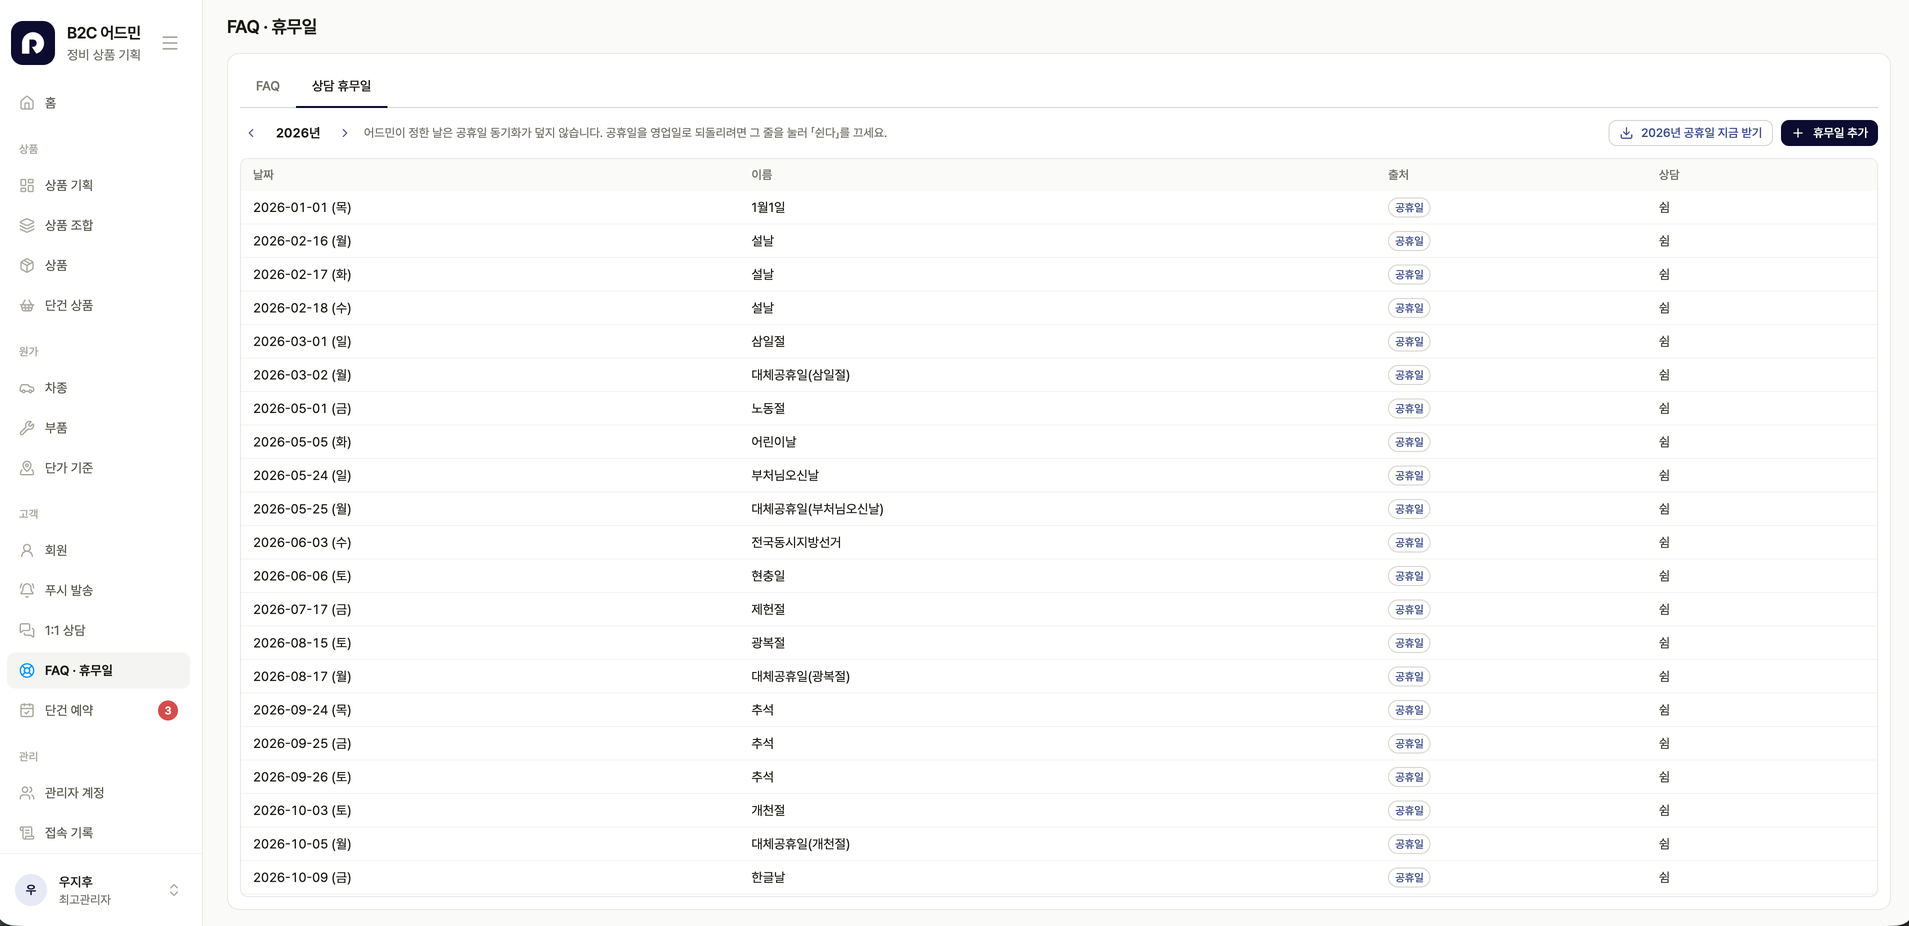 B2C 어드민
정비 상품 기획
홈
상품
상품 기획
상품 조합
상품
단건 상품
원가
차종
부품
단가 기준
고객
회원
푸시 발송
1:1 상담
FAQ · 휴무일
단건 예약 3
관리
관리자 계정
접속 기록
우 우지후
최고관리자
FAQ · 휴무일
FAQ 상담 휴무일
2026년 어드민이 정한 날은 공휴일 동기화가 덮지 않습니다. 공휴일을 영업일로 되돌리려면 그 줄을 눌러 「쉰다」를 끄세요. 2026년 공휴일 지금 받기 + 휴무일 추가
날짜 이름 출처 상담
2026-01-01 (목) 1월1일 공휴일 쉼
2026-02-16 (월) 설날 공휴일 쉼
2026-02-17 (화) 설날 공휴일 쉼
2026-02-18 (수) 설날 공휴일 쉼
2026-03-01 (일) 삼일절 공휴일 쉼
2026-03-02 (월) 대체공휴일(삼일절) 공휴일 쉼
2026-05-01 (금) 노동절 공휴일 쉼
2026-05-05 (화) 어린이날 공휴일 쉼
2026-05-24 (일) 부처님오신날 공휴일 쉼
2026-05-25 (월) 대체공휴일(부처님오신날) 공휴일 쉼
2026-06-03 (수) 전국동시지방선거 공휴일 쉼
2026-06-06 (토) 현충일 공휴일 쉼
2026-07-17 (금) 제헌절 공휴일 쉼
2026-08-15 (토) 광복절 공휴일 쉼
2026-08-17 (월) 대체공휴일(광복절) 공휴일 쉼
2026-09-24 (목) 추석 공휴일 쉼
2026-09-25 (금) 추석 공휴일 쉼
2026-09-26 (토) 추석 공휴일 쉼
2026-10-03 (토) 개천절 공휴일 쉼
2026-10-05 (월) 대체공휴일(개천절) 공휴일 쉼
2026-10-09 (금) 한글날 공휴일 쉼